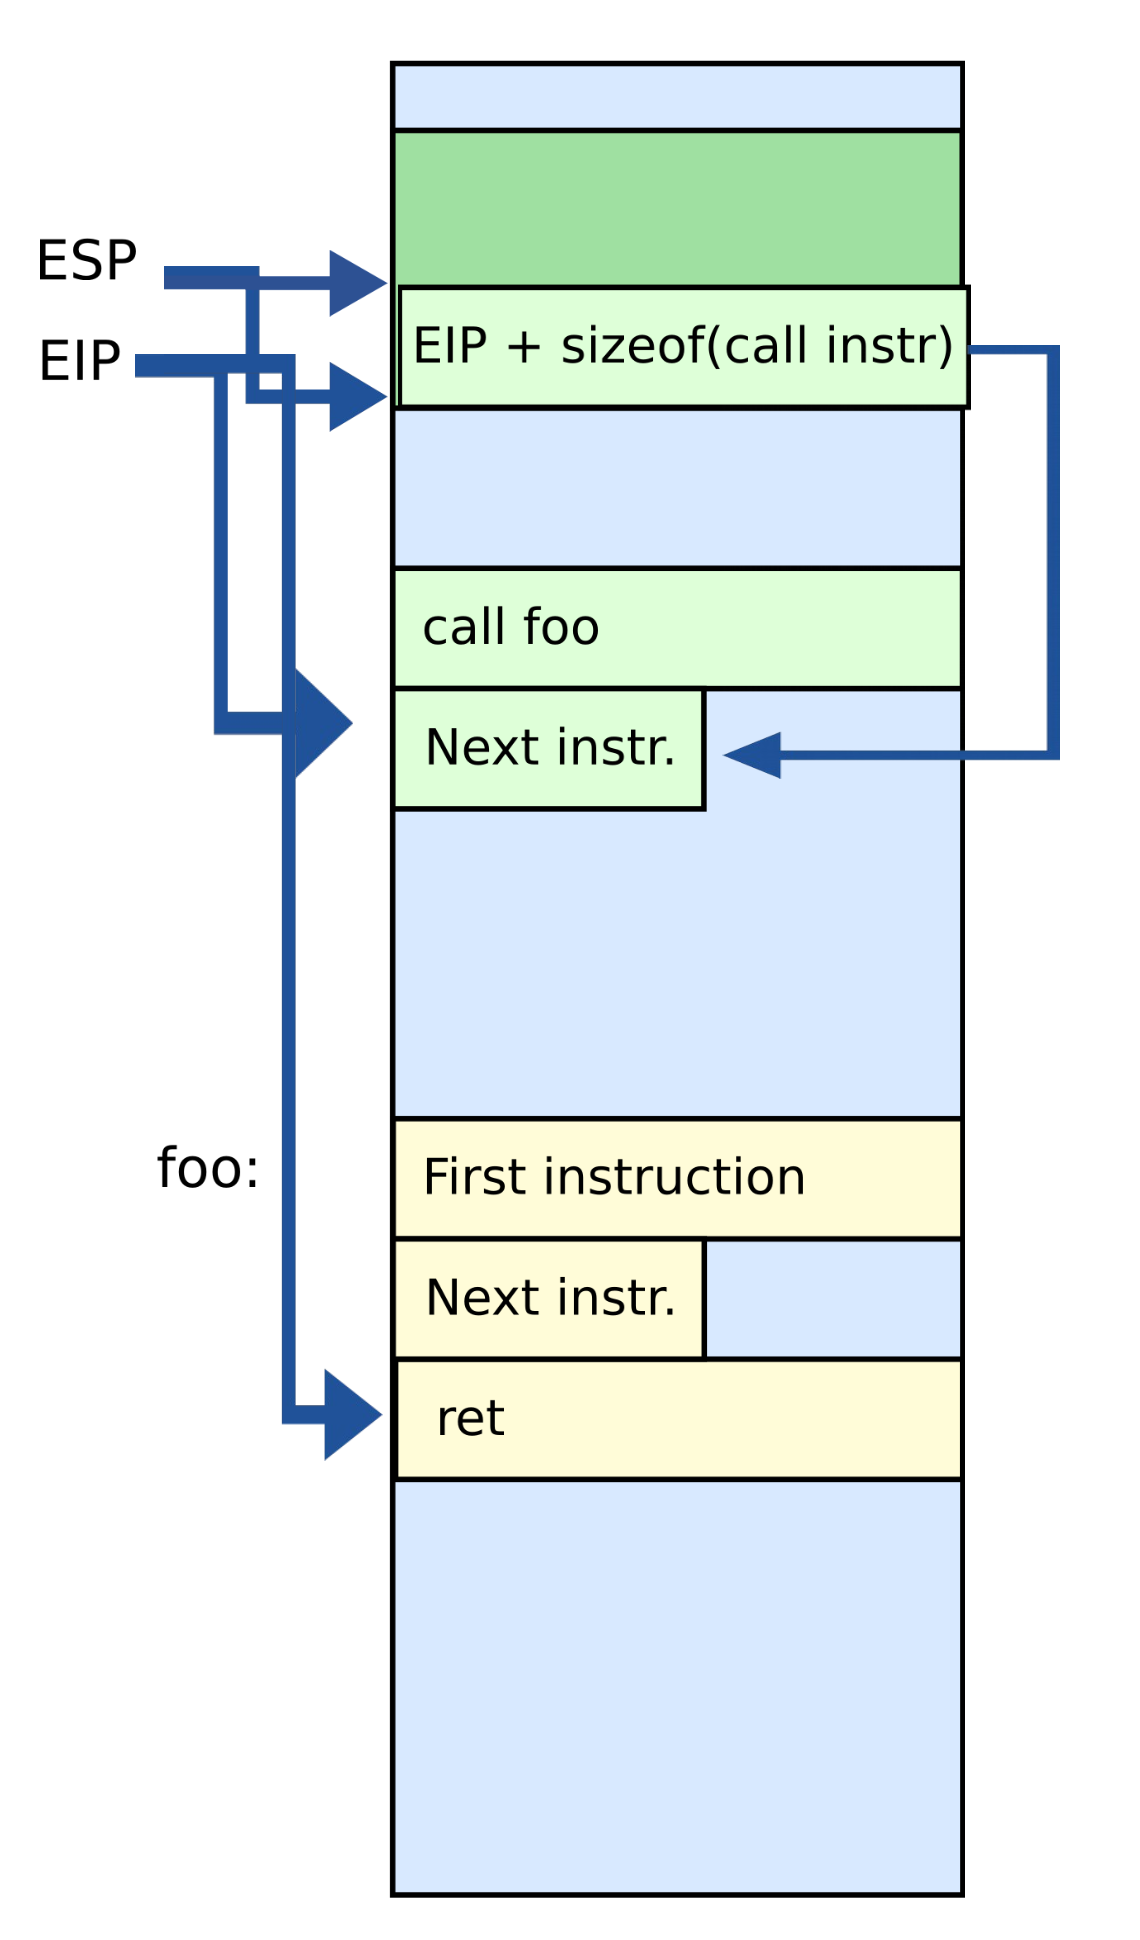 ESP
EIP + sizeof(call instr)
EIP
call foo
Next instr.
foo:
First instruction
Next instr.
ret